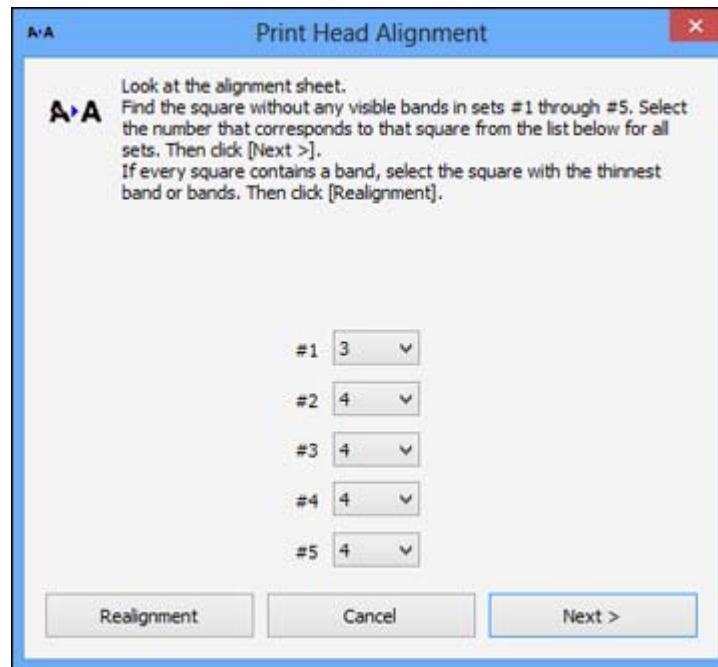 A▸A Print Head Alignment
A▸A
Look at the alignment sheet.
Find the square without any visible bands in sets #1 through #5. Select
the number that corresponds to that square from the list below for all
sets. Then click [Next >].
If every square contains a band, select the square with the thinnest
band or bands. Then click [Realignment].
#1 3
#2 4
#3 4
#4 4
#5 4
Realignment Cancel Next >